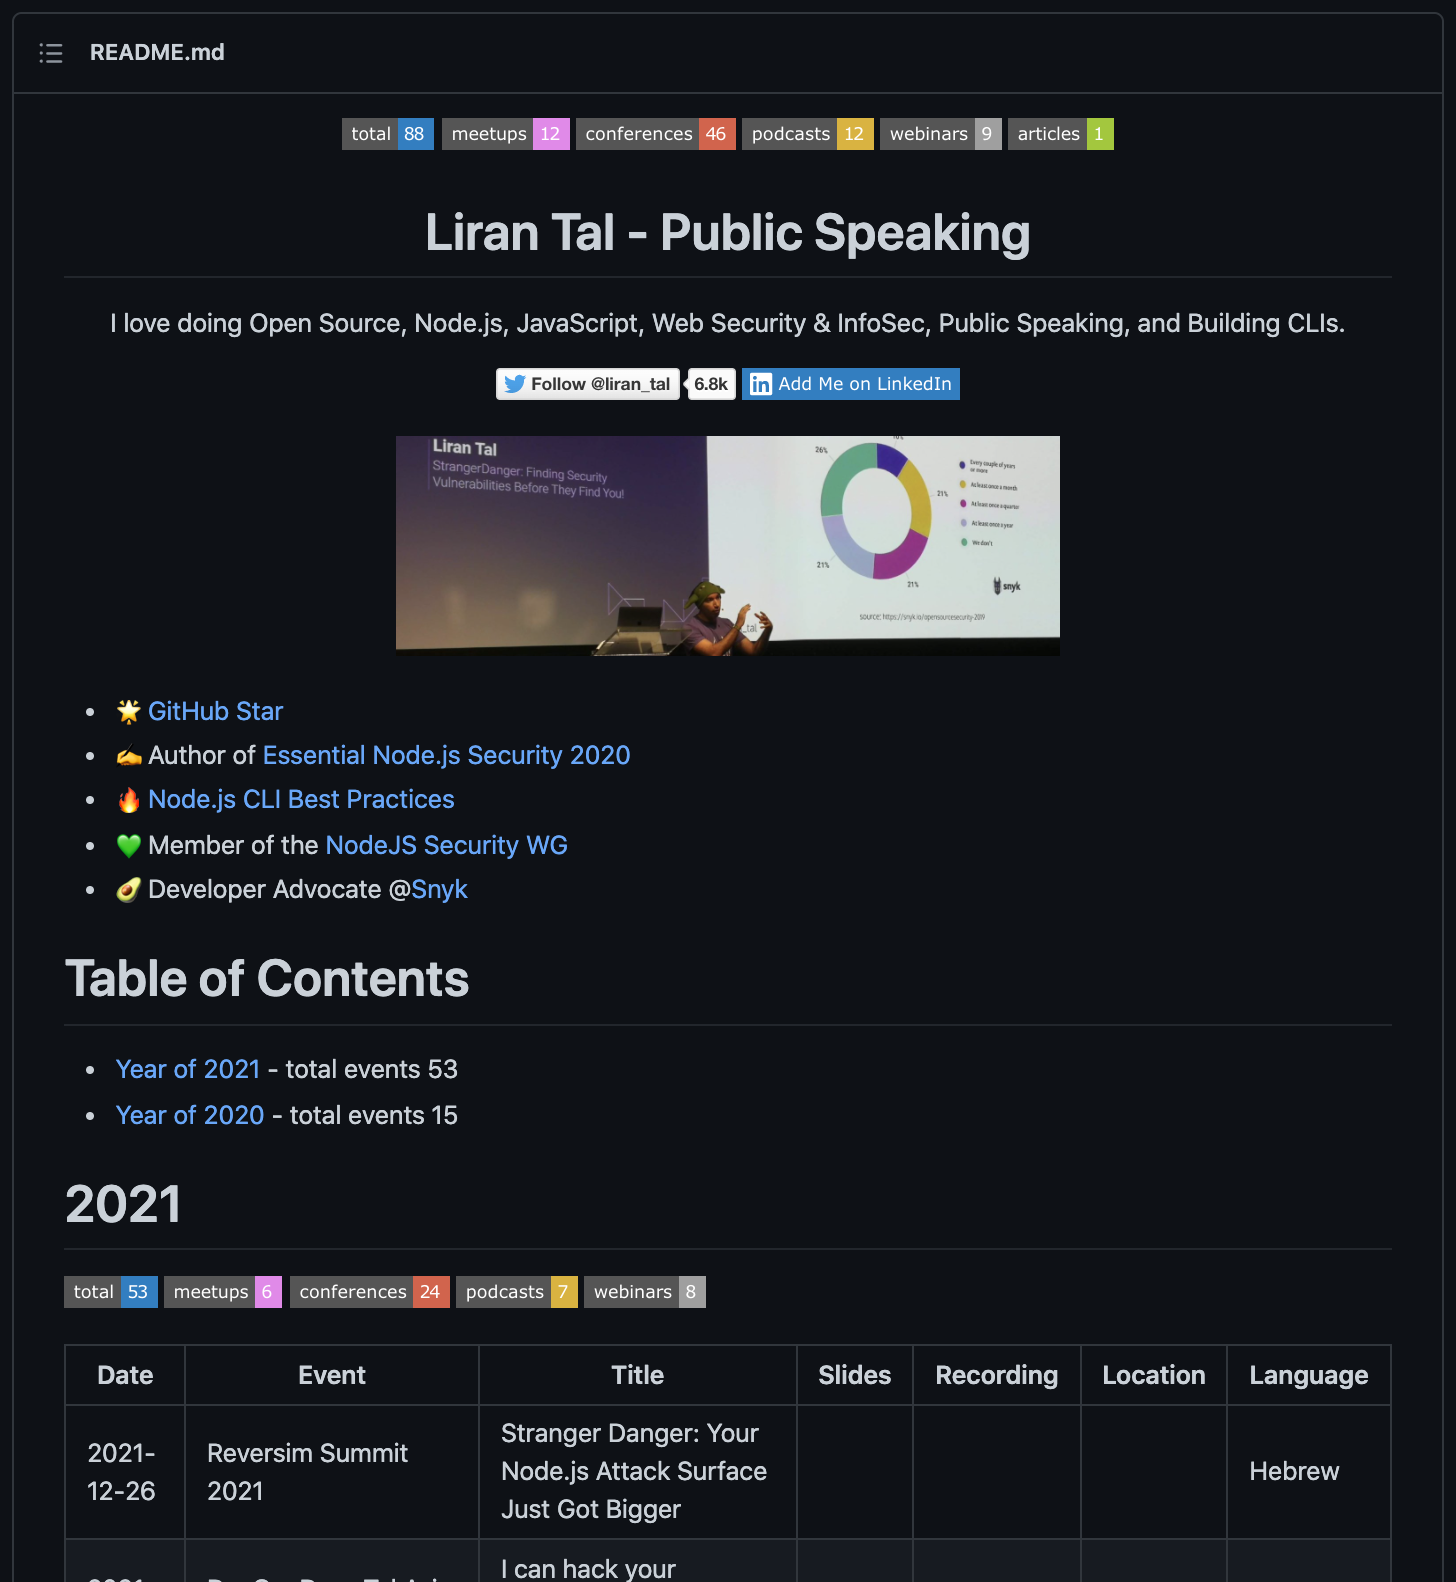 README.md
total 88 meetups 12 conferences 46 podcasts 12 webinars 9 articles 1
Liran Tal - Public Speaking
I love doing Open Source, Node.js, JavaScript, Web Security & InfoSec, Public Speaking, and Building CLIs.
Follow @liran_tal 6.8k in Add Me on LinkedIn
Liran Tal
StrangerDanger: Finding Security
Vulnerabilities Before They Find You!
26%
21%
21%
21%
Every couple of years
or more
At least once a month
At least once a quarter
At least once a year
We don't
snyk
_tal
source: https://snyk.io/opensourcesecurity-2019
GitHub Star
Author of Essential Node.js Security 2020
Node.js CLI Best Practices
Member of the NodeJS Security WG
Developer Advocate @Snyk
Table of Contents
Year of 2021 - total events 53
Year of 2020 - total events 15
2021
total 53 meetups 6 conferences 24 podcasts 7 webinars 8
Date Event Title Slides Recording Location Language
2021-
12-26
Reversim Summit
2021
Stranger Danger: Your
Node.js Attack Surface
Just Got Bigger
Hebrew
I can hack your